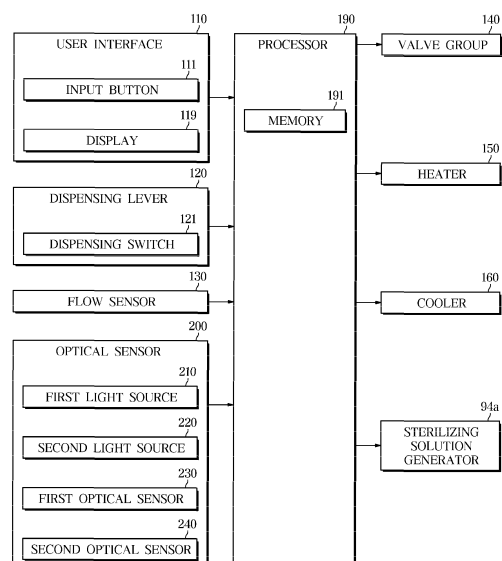 110
USER INTERFACE
111
INPUT BUTTON
119
DISPLAY
120
DISPENSING LEVER
121
DISPENSING SWITCH
130
FLOW SENSOR
200
OPTICAL SENSOR
210
FIRST LIGHT SOURCE
220
SECOND LIGHT SOURCE
230
FIRST OPTICAL SENSOR
240
SECOND OPTICAL SENSOR
190
PROCESSOR
191
MEMORY
140
VALVE GROUP
150
HEATER
160
COOLER
94a
STERILIZING
SOLUTION
GENERATOR